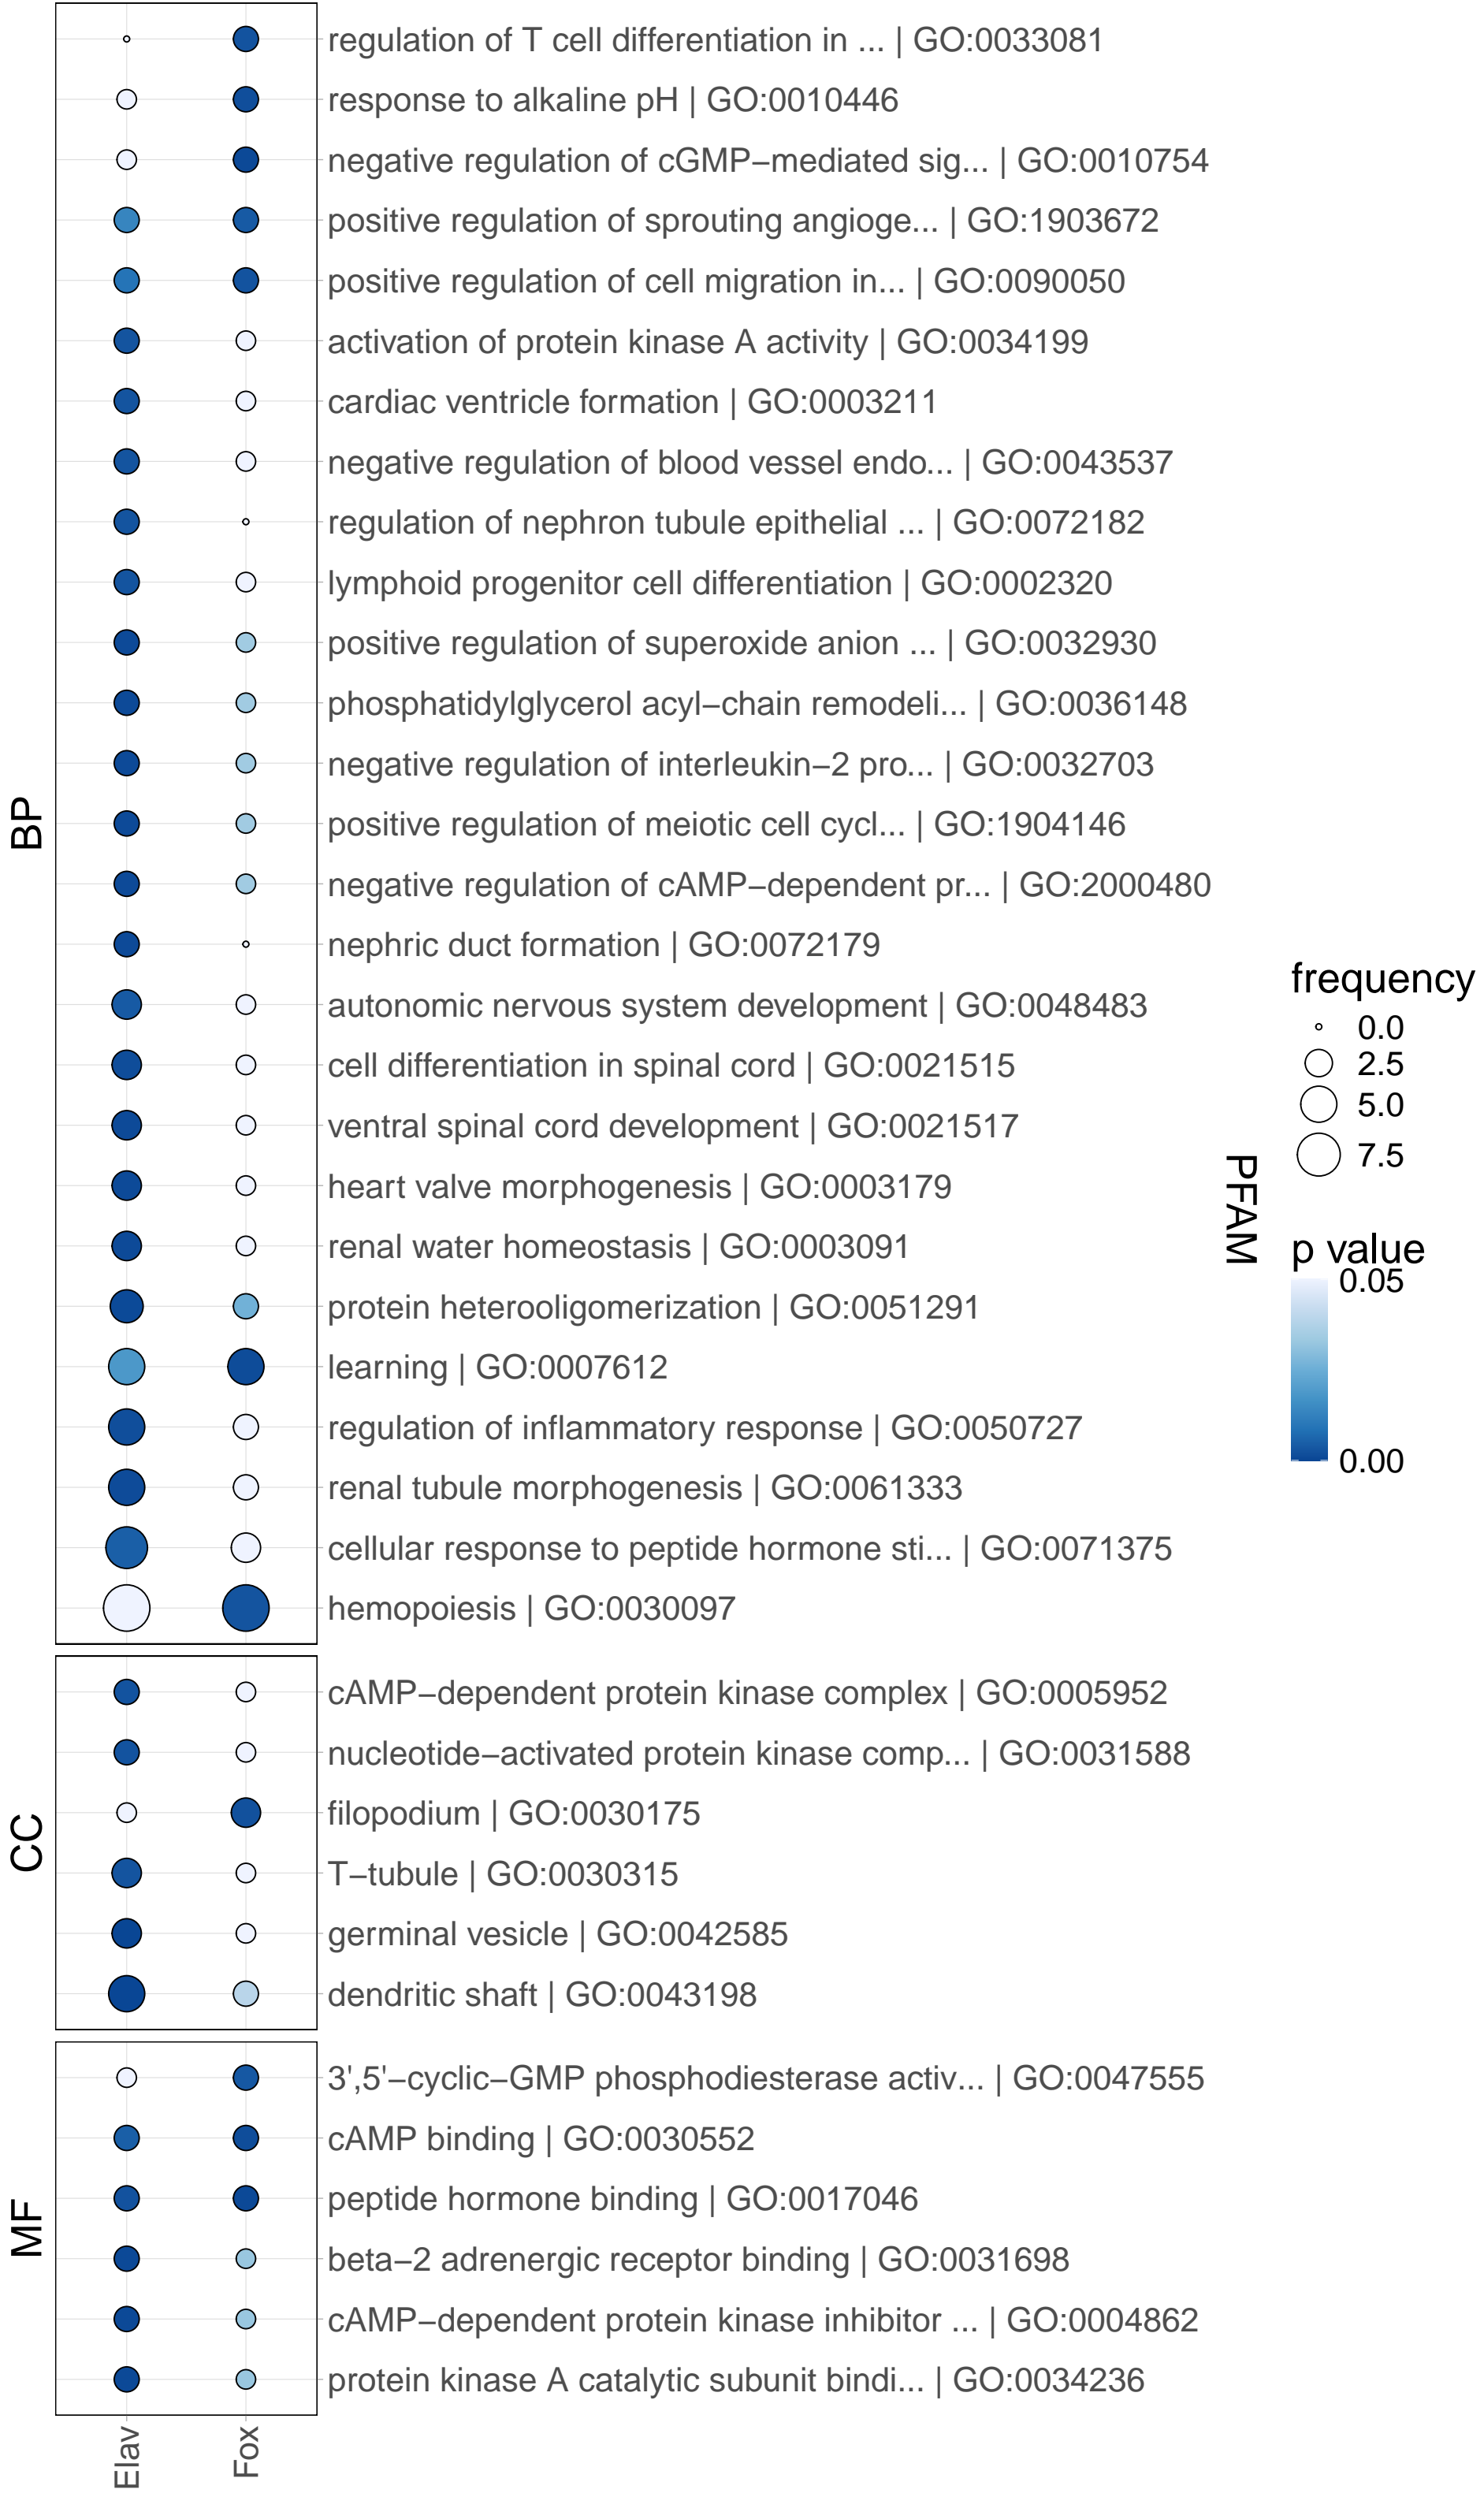 regulation of T cell differentiation in ... | GO:0033081
response to alkaline pH | GO:0010446
negative regulation of cGMP−mediated sig... | GO:0010754
positive regulation of sprouting angioge... | GO:1903672
positive regulation of cell migration in... | GO:0090050
activation of protein kinase A activity | GO:0034199
cardiac ventricle formation | GO:0003211
negative regulation of blood vessel endo... | GO:0043537
regulation of nephron tubule epithelial ... | GO:0072182
lymphoid progenitor cell differentiation | GO:0002320
positive regulation of superoxide anion ... | GO:0032930
phosphatidylglycerol acyl−chain remodeli... | GO:0036148
negative regulation of interleukin−2 pro... | GO:0032703
positive regulation of meiotic cell cycl... | GO:1904146
negative regulation of cAMP−dependent pr... | GO:2000480
nephric duct formation | GO:0072179
autonomic nervous system development | GO:0048483
cell differentiation in spinal cord | GO:0021515
ventral spinal cord development | GO:0021517
heart valve morphogenesis | GO:0003179
renal water homeostasis | GO:0003091
protein heterooligomerization | GO:0051291
learning | GO:0007612
regulation of inflammatory response | GO:0050727
renal tubule morphogenesis | GO:0061333
cellular response to peptide hormone sti... | GO:0071375
hemopoiesis | GO:0030097
BP
cAMP−dependent protein kinase complex | GO:0005952
nucleotide−activated protein kinase comp... | GO:0031588
filopodium | GO:0030175
T−tubule | GO:0030315
germinal vesicle | GO:0042585
dendritic shaft | GO:0043198
CC
3',5'−cyclic−GMP phosphodiesterase activ... | GO:0047555
cAMP binding | GO:0030552
peptide hormone binding | GO:0017046
beta−2 adrenergic receptor binding | GO:0031698
cAMP−dependent protein kinase inhibitor ... | GO:0004862
protein kinase A catalytic subunit bindi... | GO:0034236
MF
Elav
Fox
PFAM
frequency
0.0
2.5
5.0
7.5
p value
0.05
0.00